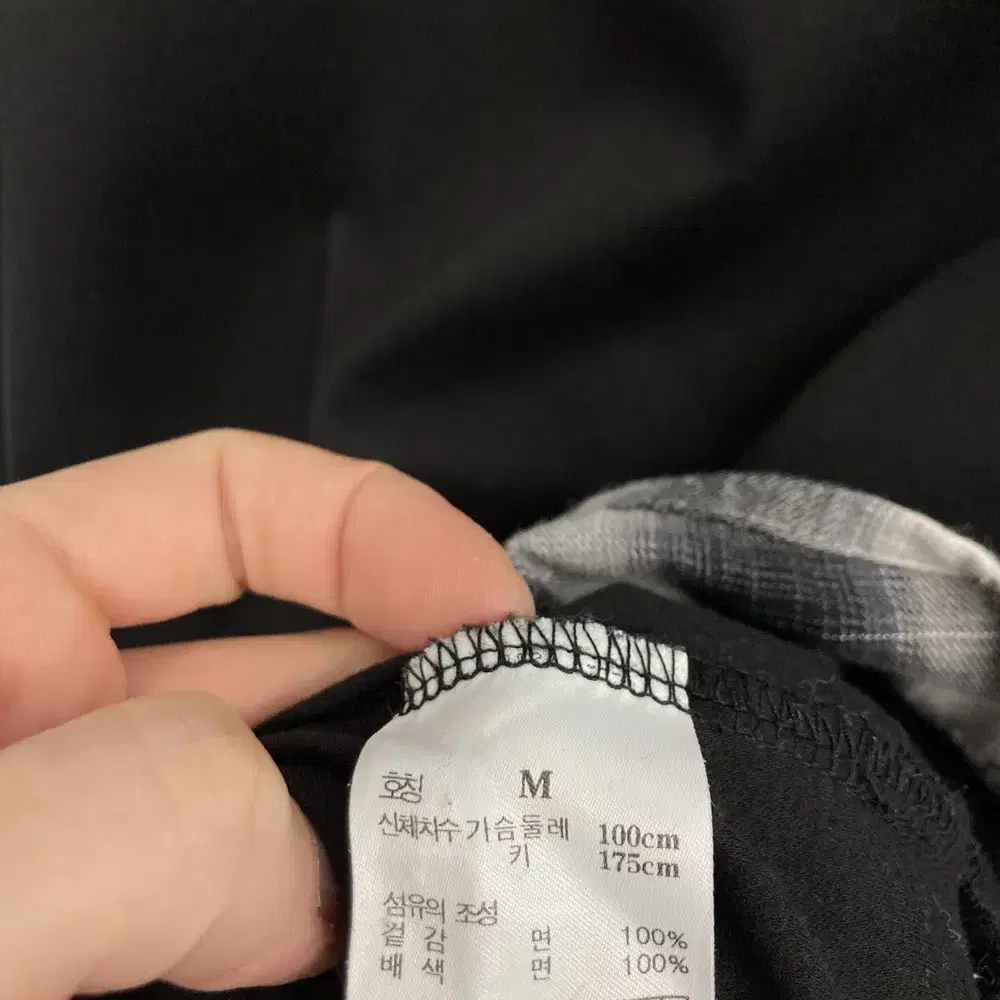 호칭 M
신체치수 가슴둘레 100cm
키 175cm
섬유의 조성
겉감 면 100%
배색 면 100%